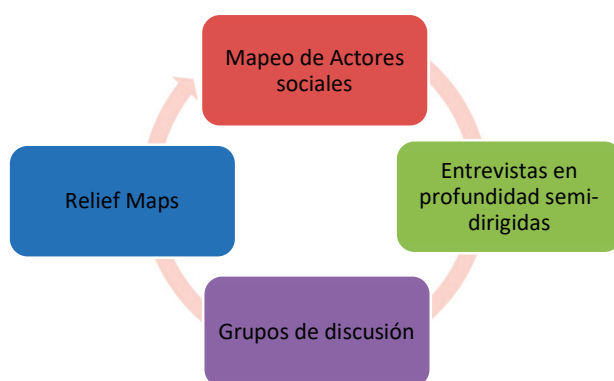 Mapeo de Actores
sociales
Entrevistas en
profundidad semi-
dirigidas
Grupos de discusión
Relief Maps